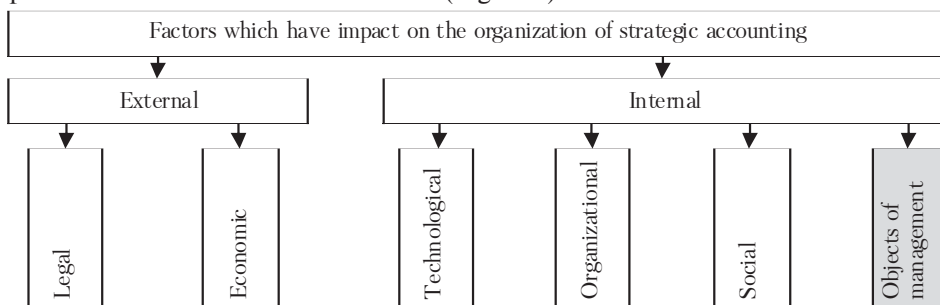 Factors which have impact on the organization of strategic accounting
External
Internal
Legal
Economic
Technological
Organizational
Social
Objects of
management